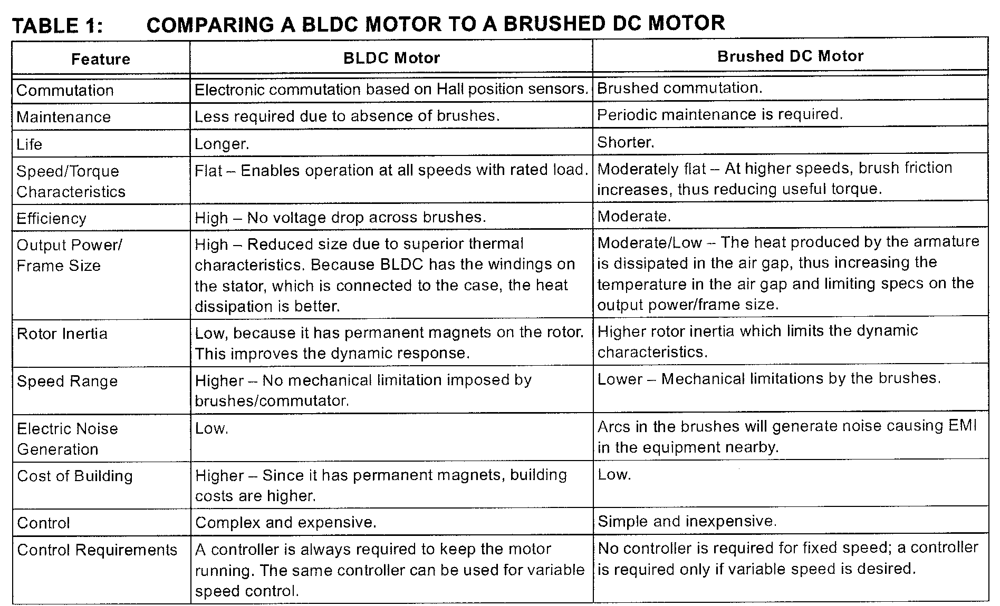 TABLE 1: COMPARING A BLDC MOTOR TO A BRUSHED DC MOTOR
Feature BLDC Motor Brushed DC Motor
Commutation Electronic commutation based on Hall position sensors. Brushed commutation.
Maintenance Less required due to absence of brushes. Periodic maintenance is required.
Life Longer. Shorter.
Speed/Torque
Characteristics
Flat – Enables operation at all speeds with rated load.
Moderately flat – At higher speeds, brush friction
increases, thus reducing useful torque.
Efficiency High – No voltage drop across brushes. Moderate.
Output Power/
Frame Size
High – Reduced size due to superior thermal
characteristics. Because BLDC has the windings on
the stator, which is connected to the case, the heat
dissipation is better.
Moderate/Low – The heat produced by the armature
is dissipated in the air gap, thus increasing the
temperature in the air gap and limiting specs on the
output power/frame size.
Rotor Inertia
Low, because it has permanent magnets on the rotor.
This improves the dynamic response.
Higher rotor inertia which limits the dynamic
characteristics.
Speed Range
Higher – No mechanical limitation imposed by
brushes/commutator.
Lower – Mechanical limitations by the brushes.
Electric Noise
Generation
Low.
Arcs in the brushes will generate noise causing EMI
in the equipment nearby.
Cost of Building
Higher – Since it has permanent magnets, building
costs are higher.
Low.
Control Complex and expensive. Simple and inexpensive.
Control Requirements
A controller is always required to keep the motor
running. The same controller can be used for variable
speed control.
No controller is required for fixed speed; a controller
is required only if variable speed is desired.